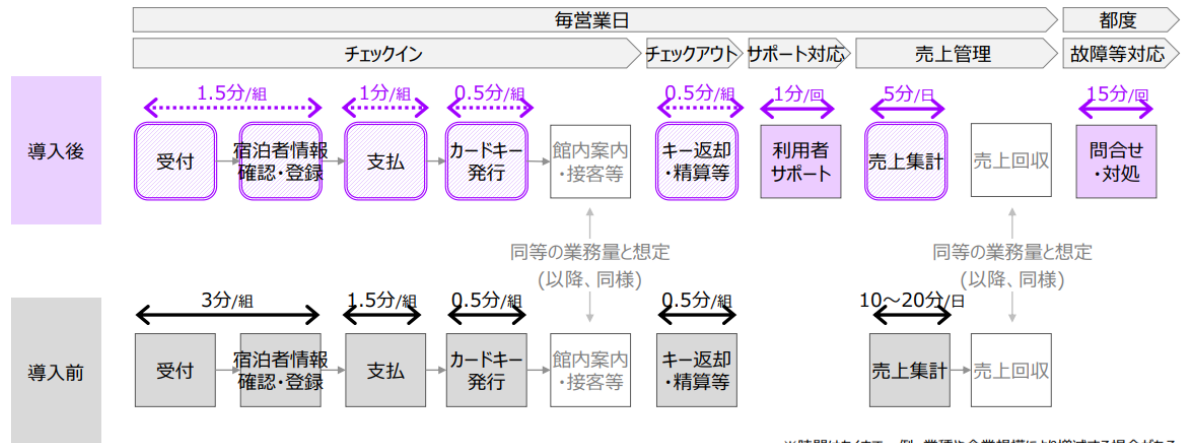 毎営業日
都度
チェックイン
チェックアウト
サポート対応
売上管理
故障等対応
導入後
1.5分/組
1分/組
0.5分/組
0.5分/組
1分/回
5分/日
15分/回
受付
宿泊者情報
確認・登録
支払
カードキー
発行
館内案内
・接客等
キー返却
・精算等
利用者
サポート
売上集計
売上回収
問合せ
・対処
同等の業務量と想定
(以降、同様)
同等の業務量と想定
(以降、同様)
導入前
3分/組
1.5分/組
0.5分/組
0.5分/組
10～20分/日
受付
宿泊者情報
確認・登録
支払
カードキー
発行
館内案内
・接客等
キー返却
・精算等
売上集計
売上回収